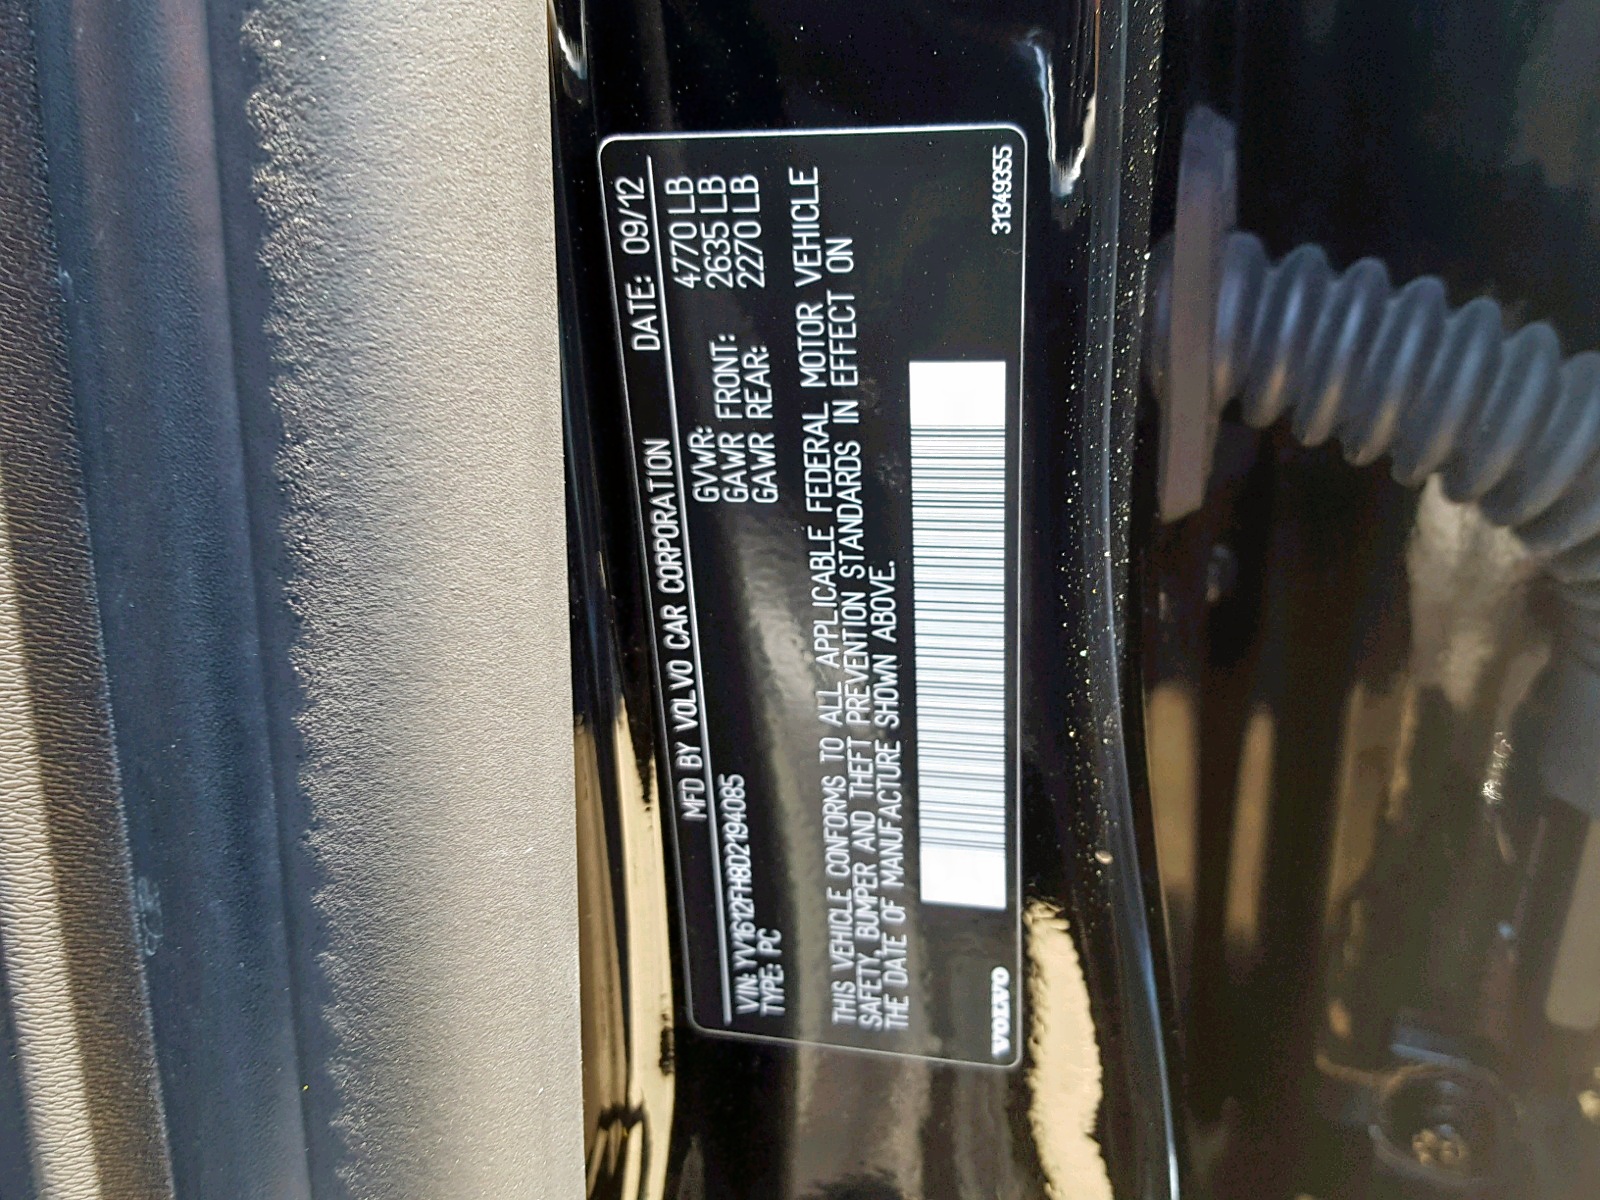 MFD BY VOLVO CAR CORPORATION DATE: 09/12
VIN: YV1612FH8D2194085 GVWR: 4770 LB
TYPE: PC GAWR FRONT: 2635 LB
GAWR REAR: 2270 LB
THIS VEHICLE CONFORMS TO ALL APPLICABLE FEDERAL MOTOR VEHICLE
SAFETY, BUMPER AND THEFT PREVENTION STANDARDS IN EFFECT ON
THE DATE OF MANUFACTURE SHOWN ABOVE.
VOLVO 31349355